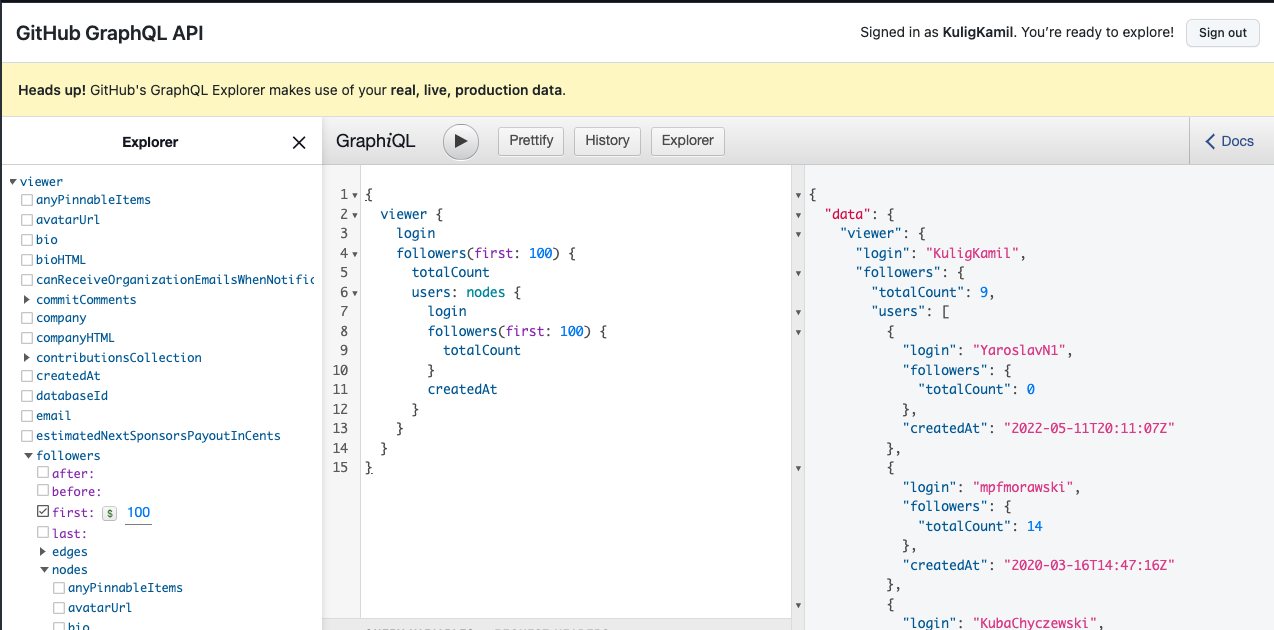 GitHub GraphQL API
Signed in as KuligKamil. You're ready to explore!
Sign out
Heads up! GitHub's GraphQL Explorer makes use of your real, live, production data.
Explorer
viewer
anyPinnableItems
avatarUrl
bio
bioHTML
canReceiveOrganizationEmailsWhenNotific
commitComments
company
companyHTML
contributionsCollection
createdAt
databaseId
email
estimatedNextSponsorsPayoutInCents
followers
after:
before:
first: $ 100
last:
edges
nodes
anyPinnableItems
avatarUrl
bio
GraphiQL
Prettify
History
Explorer
Docs
1 {
2 viewer {
3 login
4 followers(first: 100) {
5 totalCount
6 users: nodes {
7 login
8 followers(first: 100) {
9 totalCount
10 }
11 createdAt
12 }
13 }
14 }
15 }
{
"data": {
"viewer": {
"login": "KuligKamil",
"followers": {
"totalCount": 9,
"users": [
{
"login": "YaroslavN1",
"followers": {
"totalCount": 0
},
"createdAt": "2022-05-11T20:11:07Z"
},
{
"login": "mpfmorawski",
"followers": {
"totalCount": 14
},
"createdAt": "2020-03-16T14:47:16Z"
},
{
"login": "KubaChyczewski",